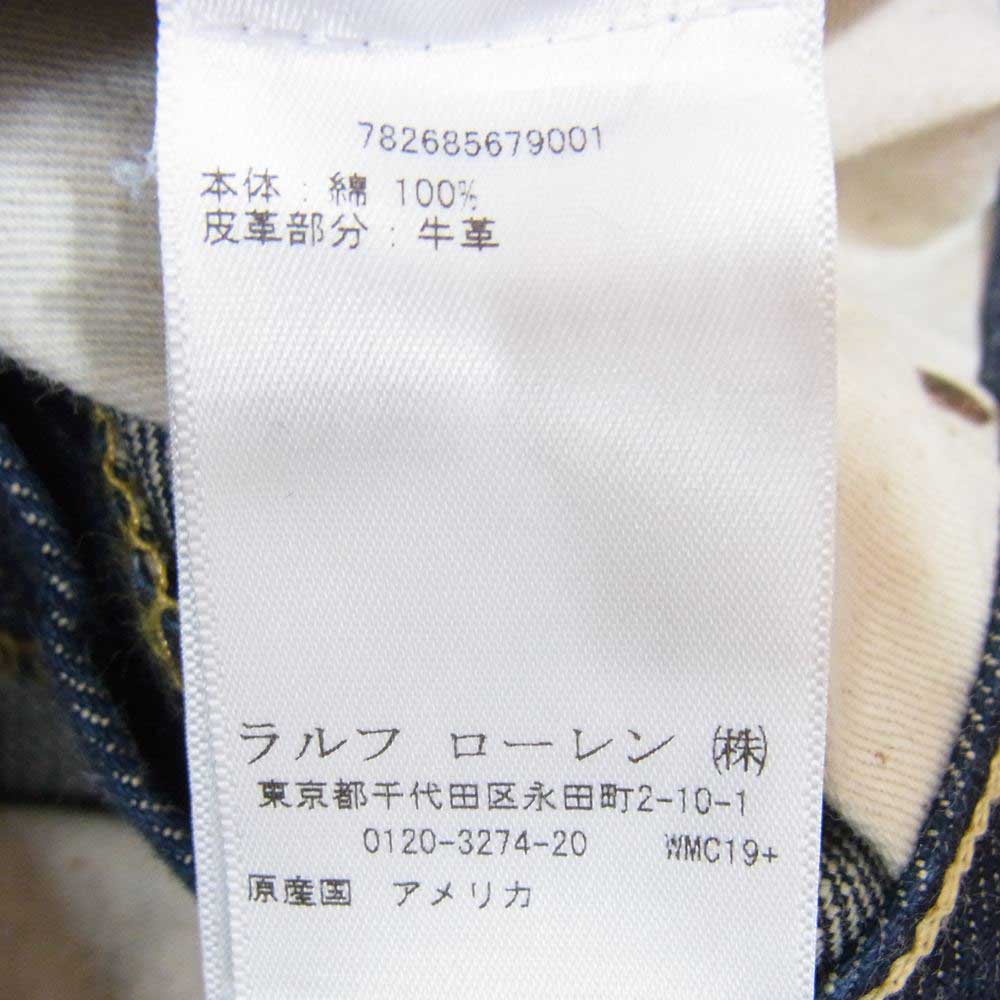 782685679001
本体：綿 100%
皮革部分：牛革
ラルフ ローレン ㈱
東京都千代田区永田町2-10-1
0120-3274-20 WMC19+
原産国 アメリカ